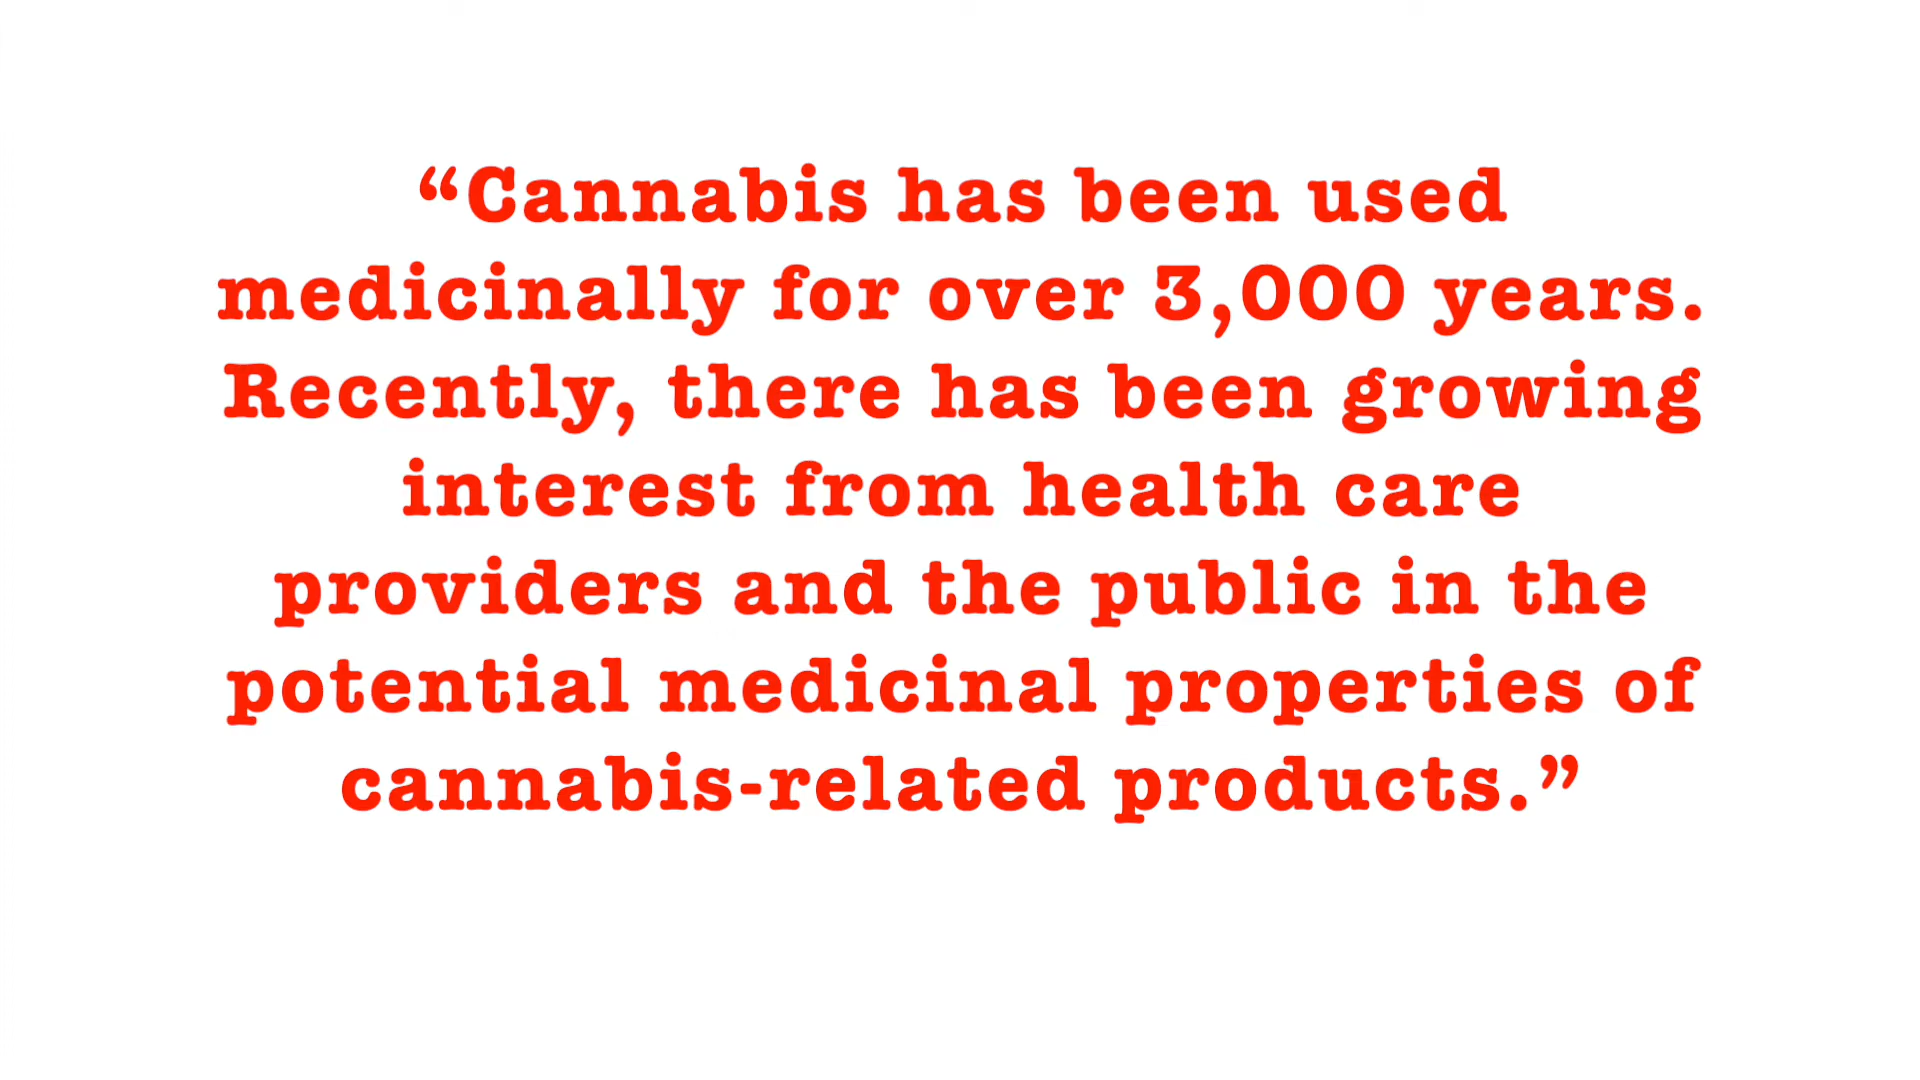 “Cannabis has been used
medicinally for over 3,000 years.
Recently, there has been growing
interest from health care
providers and the public in the
potential medicinal properties of
cannabis-related products.”